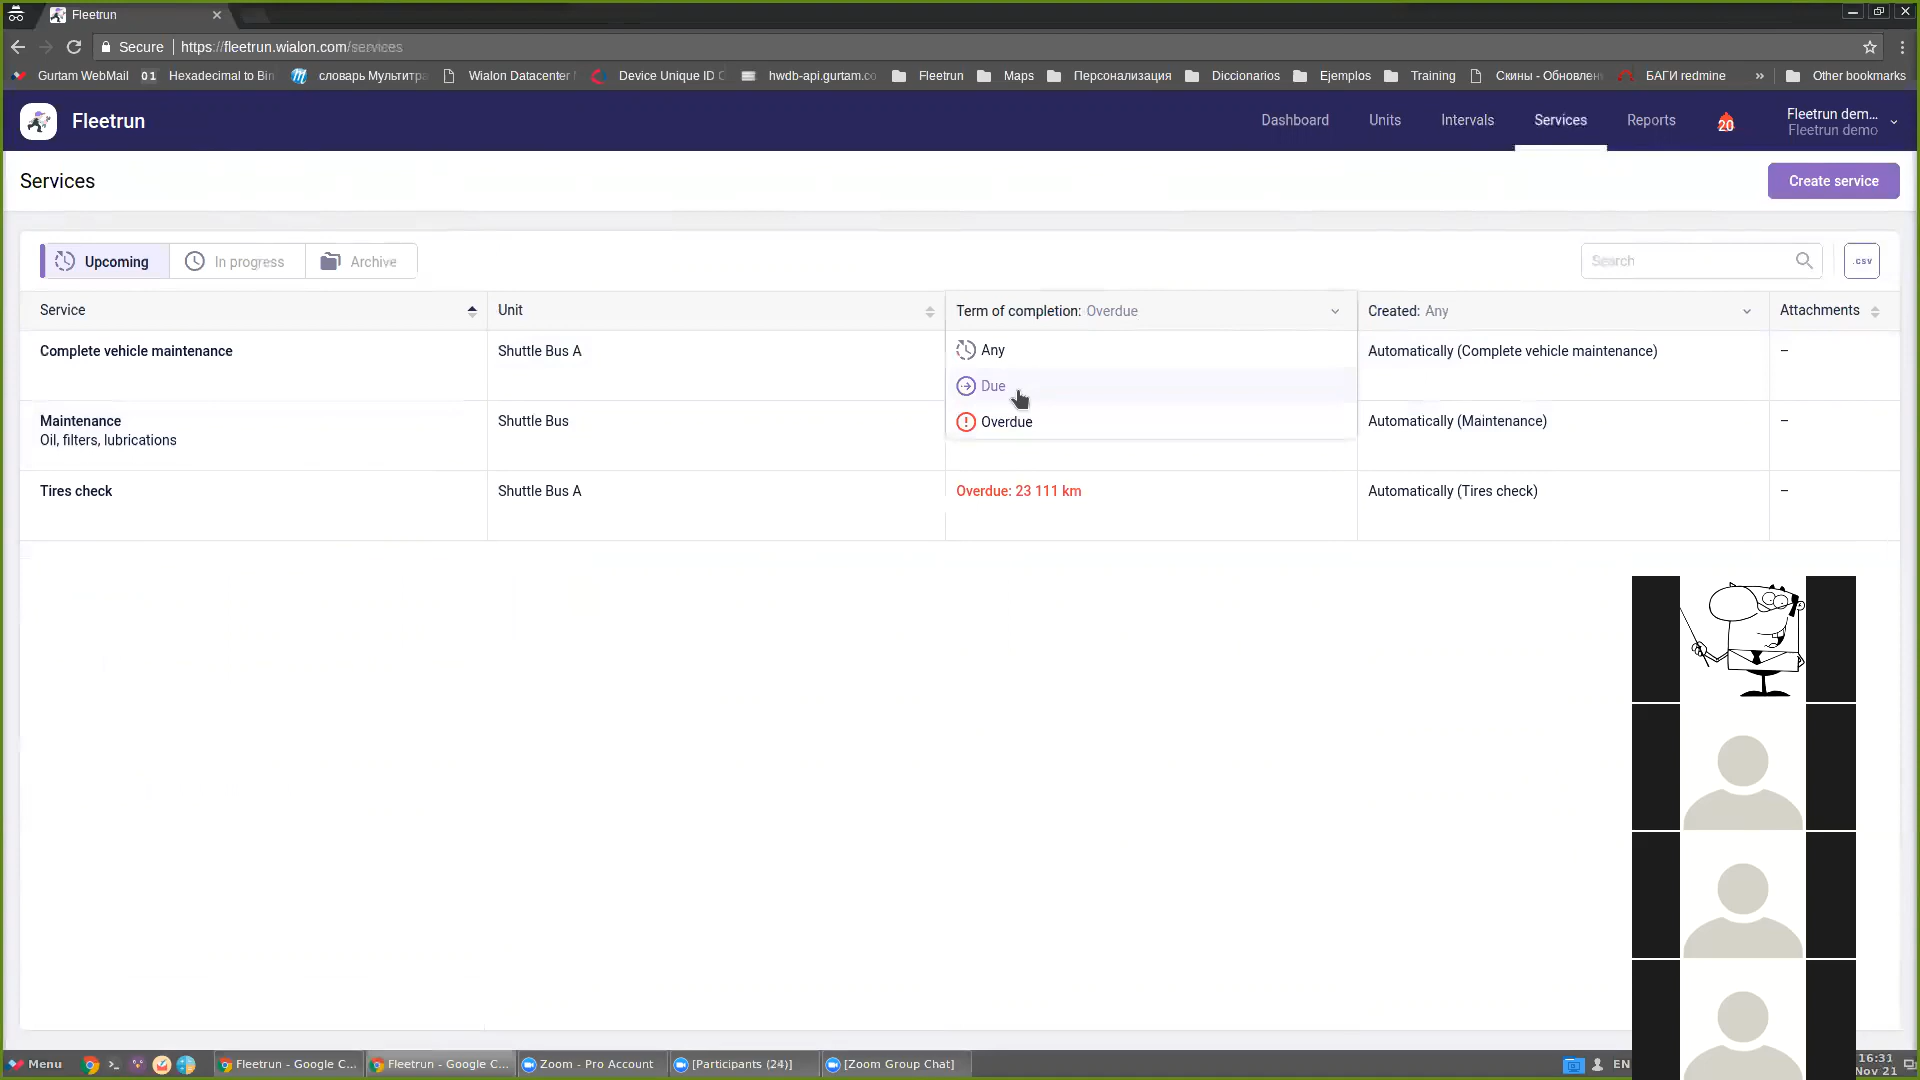 Fleetrun
Secure https://fleetrun.wialon.com/services
Gurtam WebMail 01 Hexadecimal to Bin словарь Мультитра Wialon Datacenter Device Unique ID C hwdb-api.gurtam.co Fleetrun Maps Персонализация Diccionarios Ejemplos Training Скины - Обновлен БАГИ redmine » Other bookmarks
Fleetrun Dashboard Units Intervals Services Reports 20 Fleetrun dem...
Fleetrun demo
Services Create service
Upcoming In progress Archive Search .csv
Service Unit Term of completion: Overdue Created: Any Attachments
Complete vehicle maintenance Shuttle Bus A Any Automatically (Complete vehicle maintenance) –
Due
Maintenance Shuttle Bus Overdue Automatically (Maintenance) –
Oil, filters, lubrications
Tires check Shuttle Bus A Overdue: 23 111 km Automatically (Tires check) –
Menu Fleetrun - Google C... Fleetrun - Google C... Zoom - Pro Account [Participants (24)] [Zoom Group Chat] EN 16:31
Nov 21